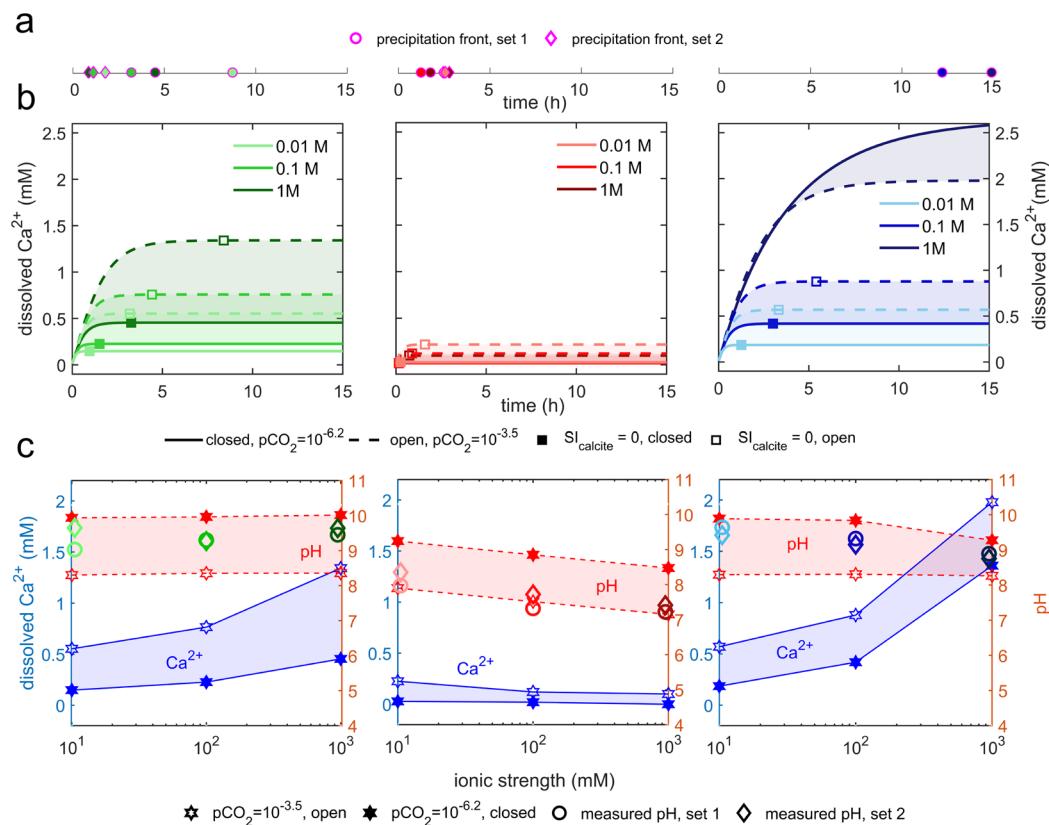 a
precipitation front, set 1 precipitation front, set 2
0 5 10 15 0 5 10 15 0 5 10 15
time (h)
b
2.5 2 1.5 1 0.5 0
dissolved Ca2+ (mM)
0.01 M
0.1 M
1M
0 5 10 15
0.01 M
0.1 M
1M
0 5 10 15
time (h)
0.01 M
0.1 M
1M
0 5 10 15
2.5 2 1.5 1 0.5 0
dissolved Ca2+(mM)
closed, pCO2=10-6.2 open, pCO2=10-3.5 SIcalcite = 0, closed SIcalcite = 0, open
c
2 1.5 1 0.5 0
dissolved Ca2+ (mM)
pH
Ca2+
11 10 9 8 7 6 5 4
101 102 103
2 1.5 1 0.5 0
pH
Ca2+
11 10 9 8 7 6 5 4
101 102 103
2 1.5 1 0.5 0
pH
Ca2+
11 10 9 8 7 6 5 4
pH
101 102 103
ionic strength (mM)
pCO2=10-3.5, open pCO2=10-6.2, closed measured pH, set 1 measured pH, set 2